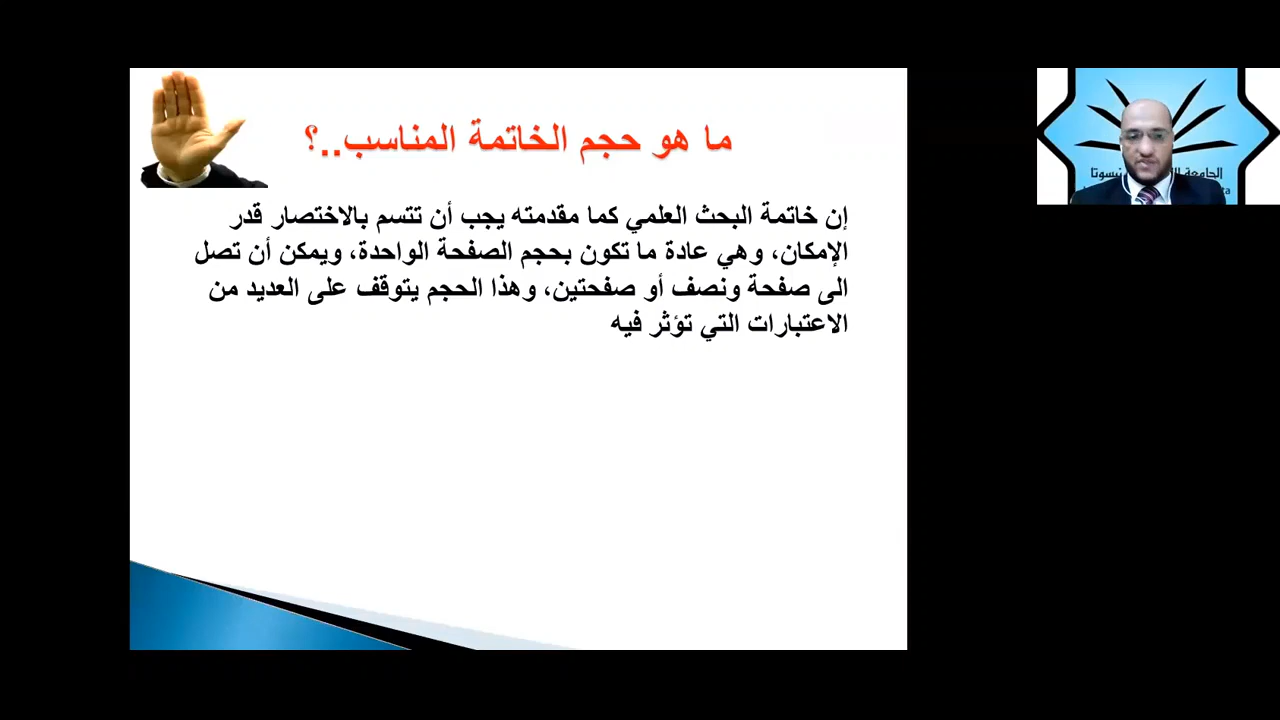 ما هو حجم الخاتمة المناسب..؟
إن خاتمة البحث العلمي كما مقدمته يجب أن تتسم بالاختصار قدر
الإمكان، وهي عادة ما تكون بحجم الصفحة الواحدة، ويمكن أن تصل
الى صفحة ونصف أو صفحتين، وهذا الحجم يتوقف على العديد من
الاعتبارات التي تؤثر فيه
الجامعة